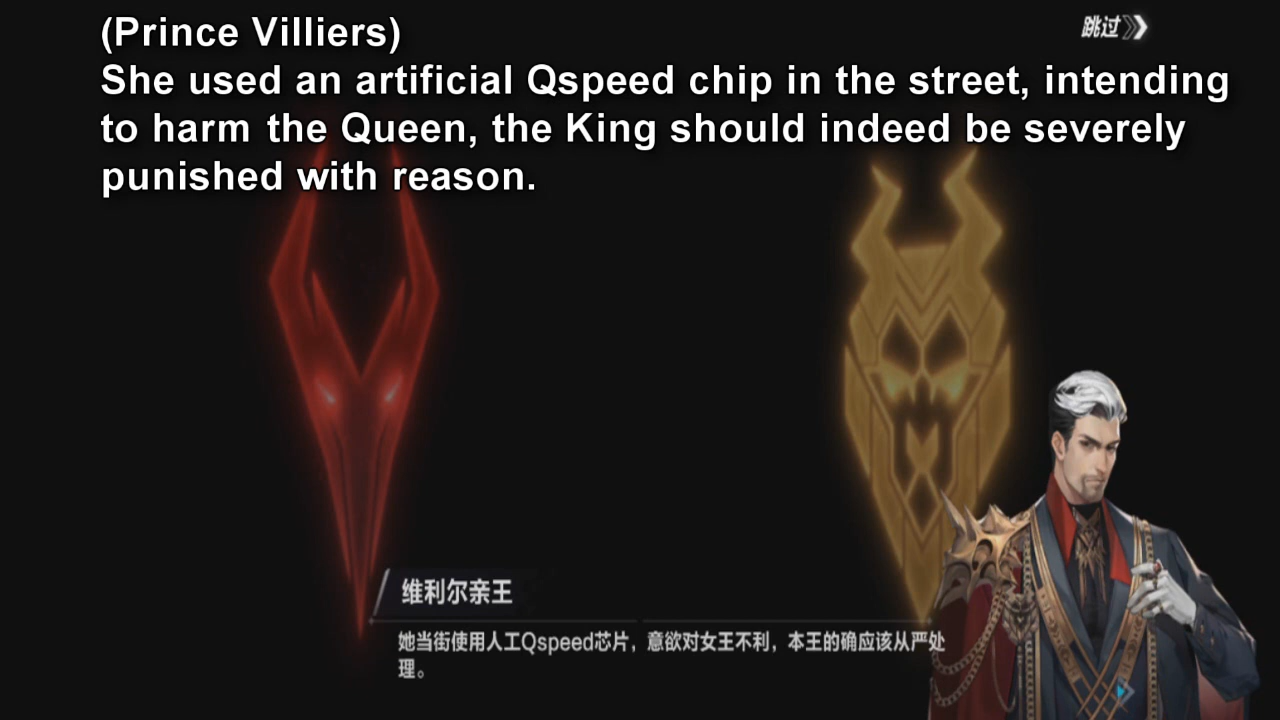 (Prince Villiers)
跳过
She used an artificial Qspeed chip in the street, intending
to harm the Queen, the King should indeed be severely
punished with reason.
维利尔亲王
她当街使用人工Qspeed芯片，意欲对女王不利，本王的确应该从严处
理。